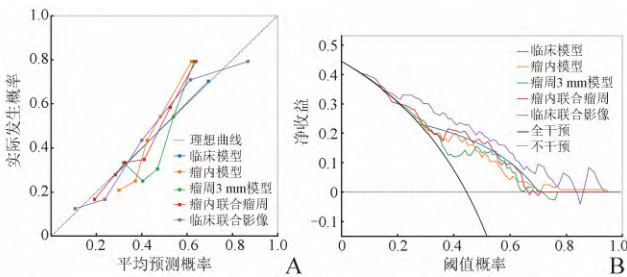 1.0
0.8
0.6
0.4
0.2
0
0.2
0.4
0.6
0.8
1.0
实际发生概率
平均预测概率
理想曲线
临床模型
瘤内模型
瘤周3 mm模型
瘤内联合瘤周
临床联合影像
A
0.5
0.4
0.3
0.2
0.1
0.0
−0.1
0
0.2
0.4
0.6
0.8
1.0
净收益
阈值概率
临床模型
瘤内模型
瘤周3 mm模型
瘤内联合瘤周
临床联合影像
全干预
不干预
B